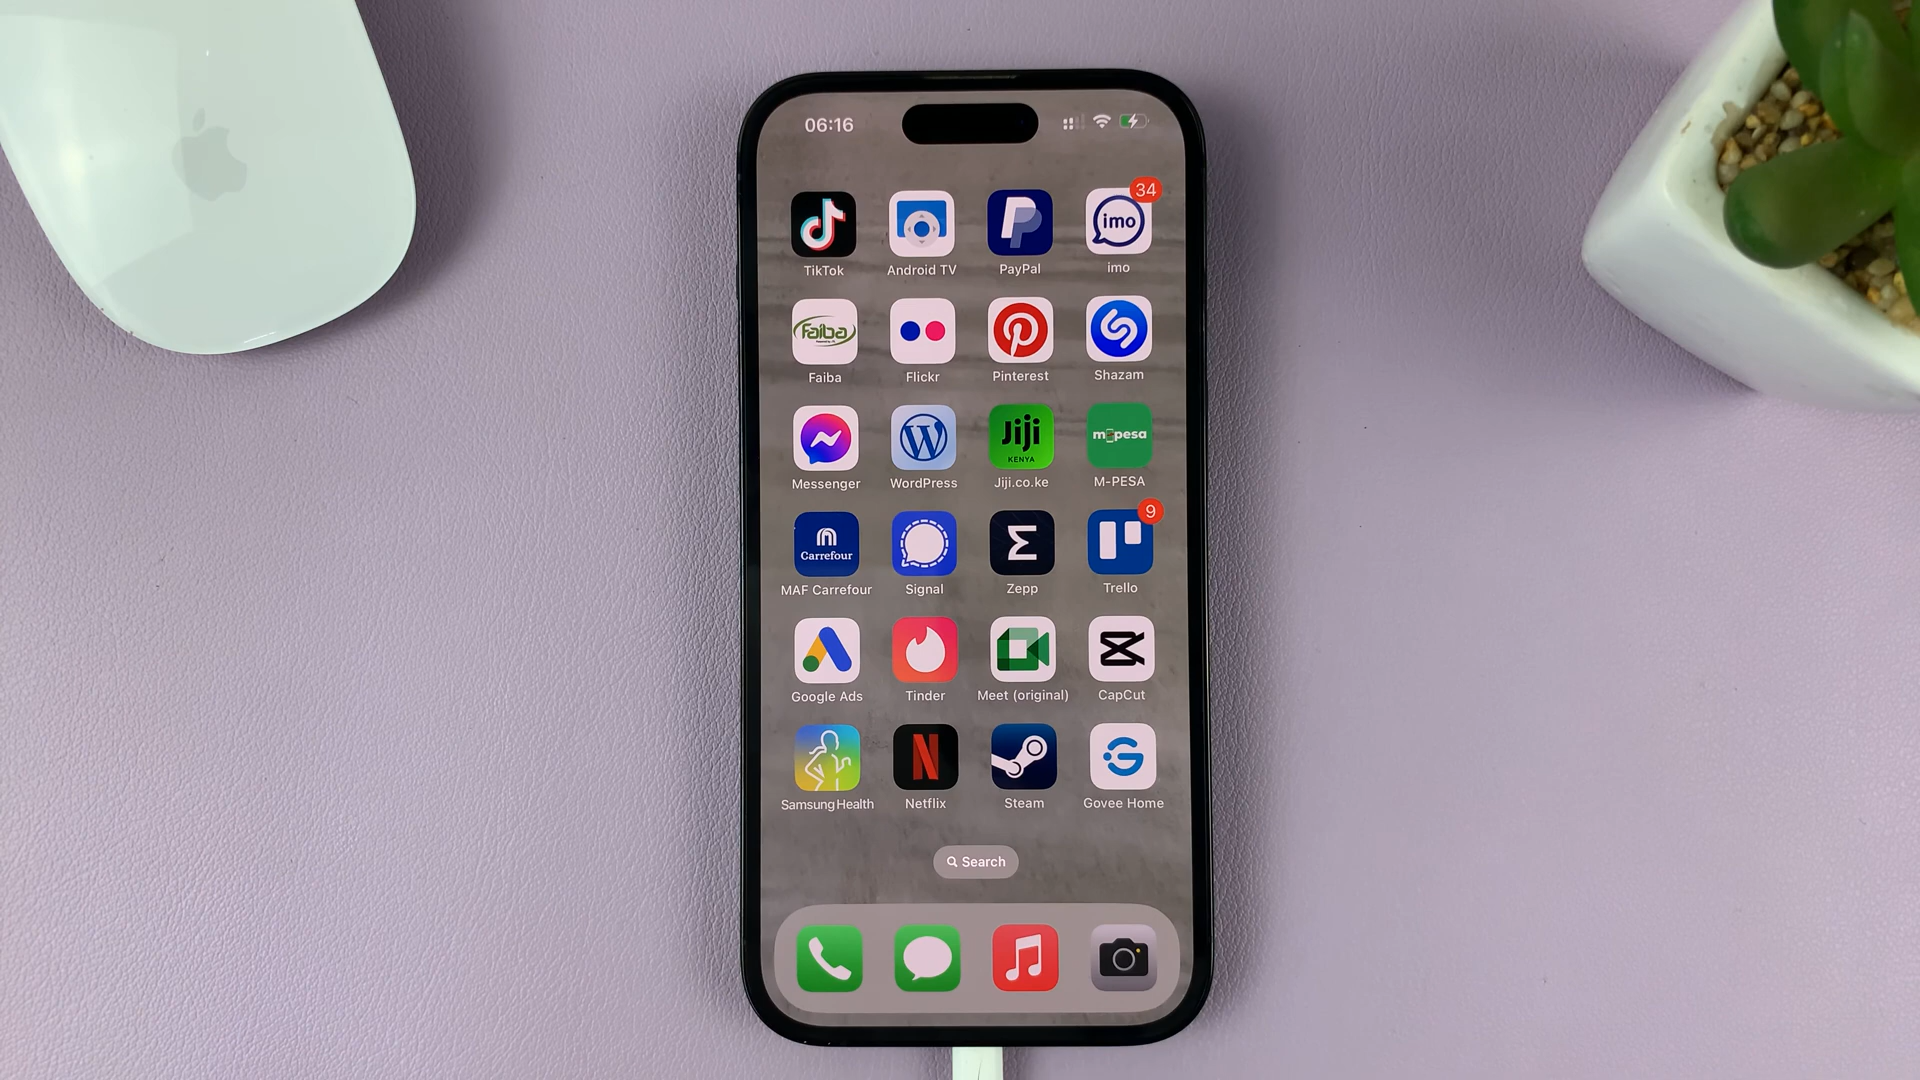 06:16
34
imo
TikTok Android TV PayPal imo
Faiba
Faiba Flickr Pinterest Shazam
Jiji
KENYA
m-pesa
Messenger WordPress Jiji.co.ke M-PESA
9
Carrefour
MAF Carrefour Signal Zepp Trello
Google Ads Tinder Meet (original) CapCut
Samsung Health Netflix Steam Govee Home
Search